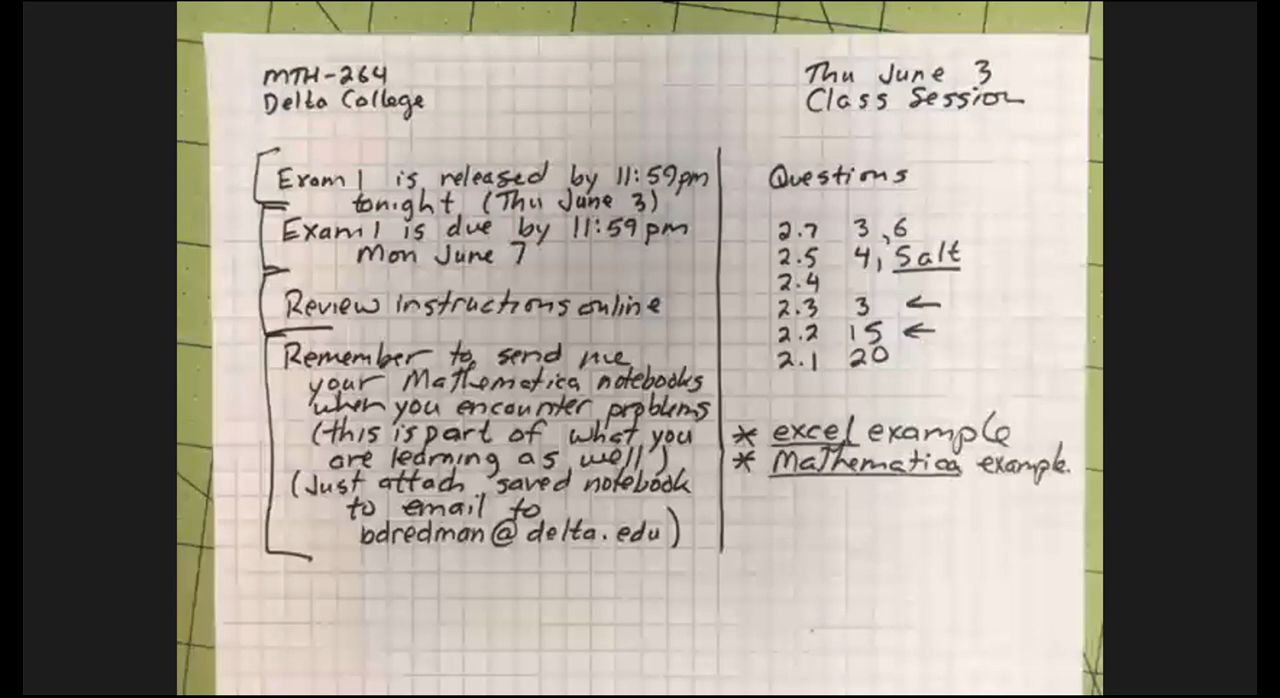 MTH-264
Delta College
Thu June 3
Class Session
Exam 1 is released by 11:59pm
tonight (Thu June 3)
Exam 1 is due by 11:59 pm
Mon June 7
Review instructions online
Remember to send me
your Mathematica notebooks
when you encounter problems
(this is part of what you
are learning as well)
(Just attach saved notebook
to email to
bdredman@delta.edu)
Questions
2.7 3,6
2.5 4, Salt
2.4
2.3 3 ←
2.2 15 ←
2.1 20
* excel example
* Mathematica example.